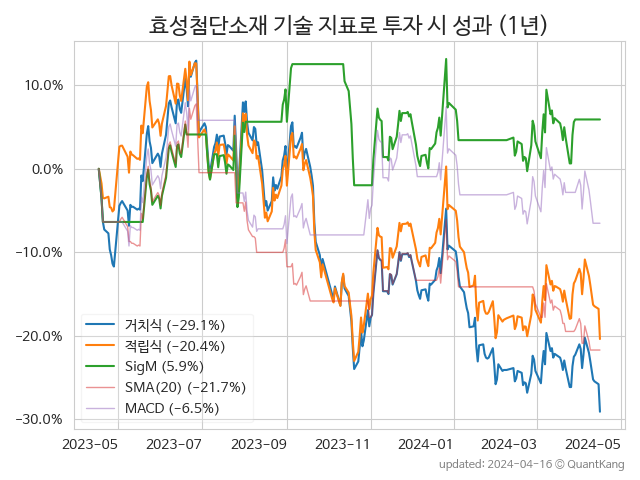 효성첨단소재 기술 지표로 투자 시 성과 (1년)
10.0%
0.0%
−10.0%
−20.0%
−30.0%
거치식 (−29.1%)
적립식 (−20.4%)
SigM (5.9%)
SMA(20) (−21.7%)
MACD (−6.5%)
2023-05 2023-07 2023-09 2023-11 2024-01 2024-03 2024-05
updated: 2024-04-16 © QuantKang